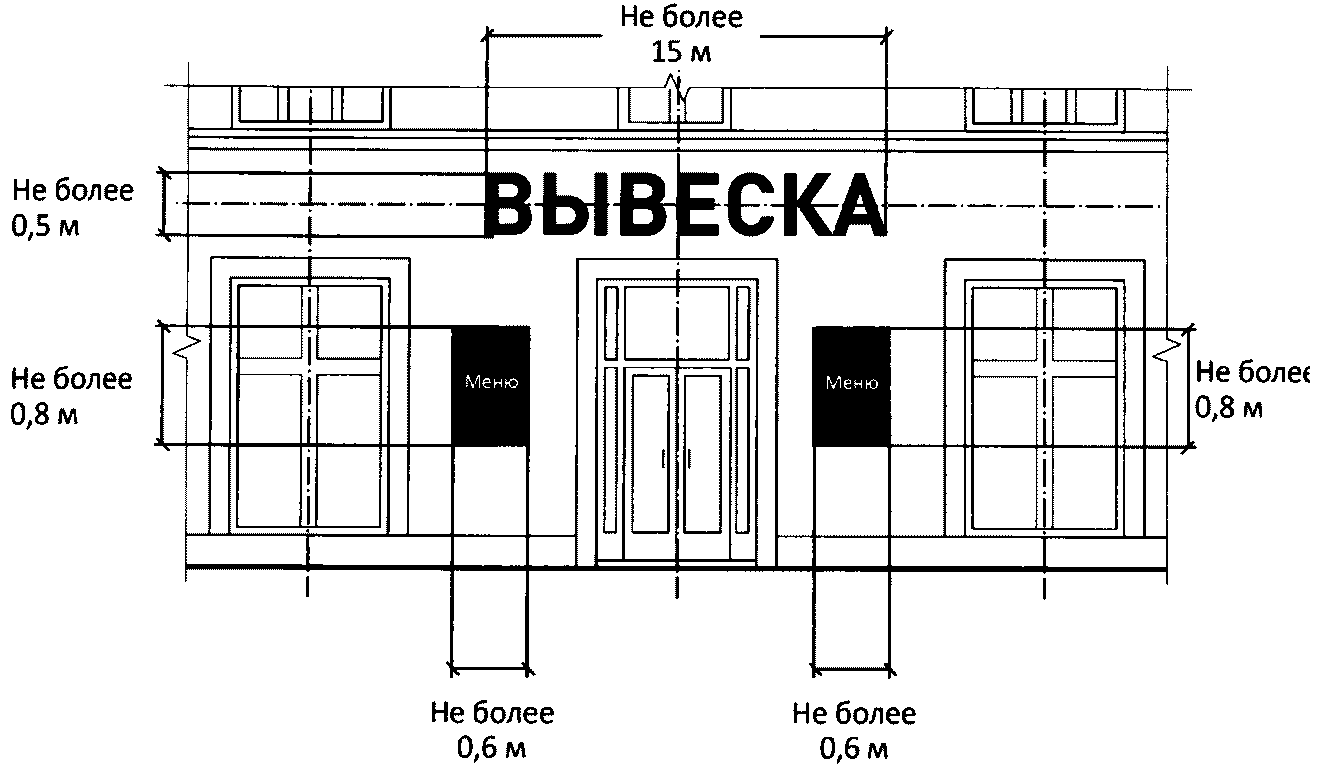 Не более
15 м
Не более
0,5 м
ВЫВЕСКА
Не более
0,8 м
Меню
Меню
Не более
0,8 м
Не более
0,6 м
Не более
0,6 м